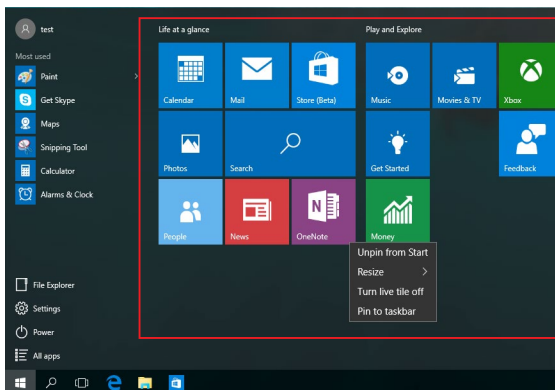 test
Most used
Paint
Get Skype
Maps
Snipping Tool
Calculator
Alarms & Clock
File Explorer
Settings
Power
All apps
Life at a glance
Calendar
Mail
Store (Beta)
Photos
Search
People
News
OneNote
Play and Explore
Music
Movies & TV
Xbox
Get Started
Feedback
Money
Unpin from Start
Resize
Turn live tile off
Pin to taskbar